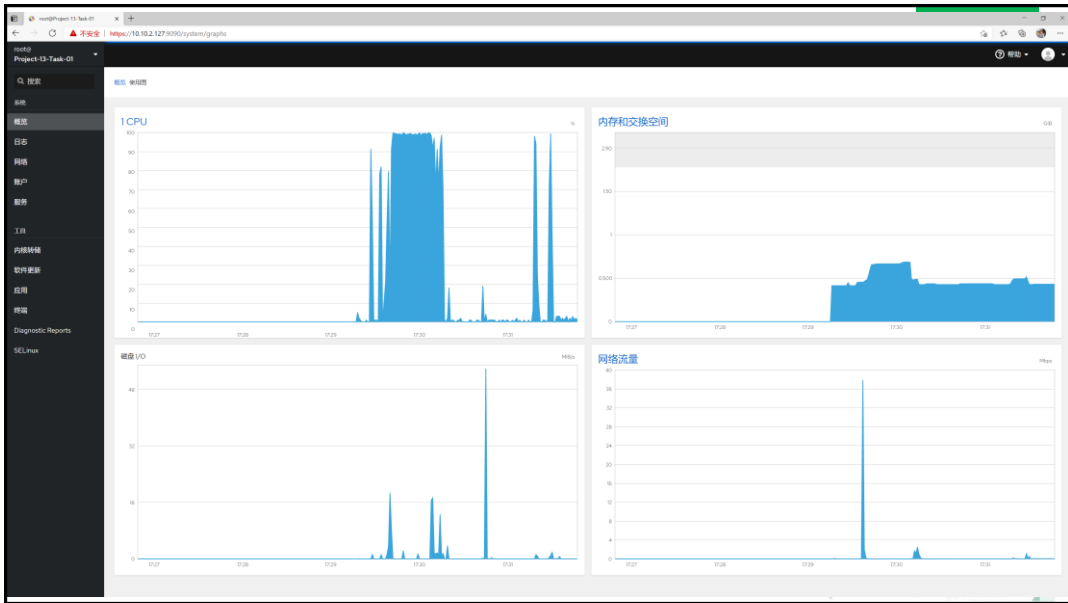 root@Project-13-Task-01
不安全 | https://10.10.2.127:9090/system/graphs
root@
Project-13-Task-01
帮助
搜索
系统
概览
日志
网络
账户
服务
工具
内核转储
软件更新
应用
终端
Diagnostic Reports
SELinux
概览 使用图
1 CPU
%
100
90
80
70
60
50
40
30
20
10
0
17:27 17:28 17:29 17:30 17:31
内存和交换空间
GiB
1.50
1
0.500
0
17:27 17:28 17:29 17:30 17:31
磁盘 I/O
MiB/s
48
32
16
0
17:27 17:28 17:29 17:30 17:31
网络流量
Mbps
40
36
32
28
24
20
16
12
8
4
0
17:27 17:28 17:29 17:30 17:31